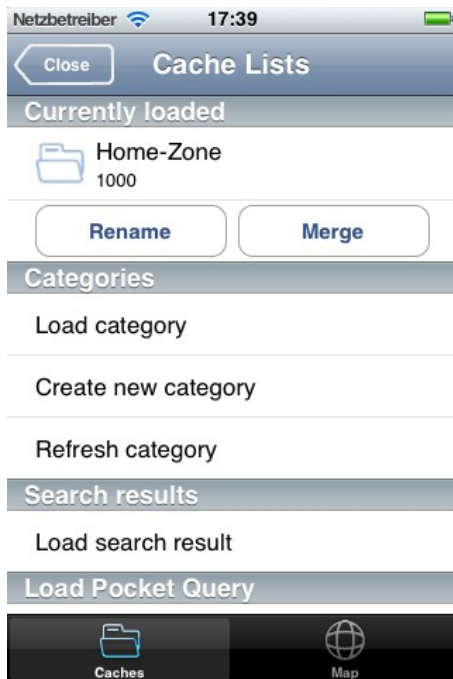 Netzbetreiber 17:39
Close Cache Lists
Currently loaded
Home-Zone
1000
Rename Merge
Categories
Load category
Create new category
Refresh category
Search results
Load search result
Load Pocket Query
Caches Map